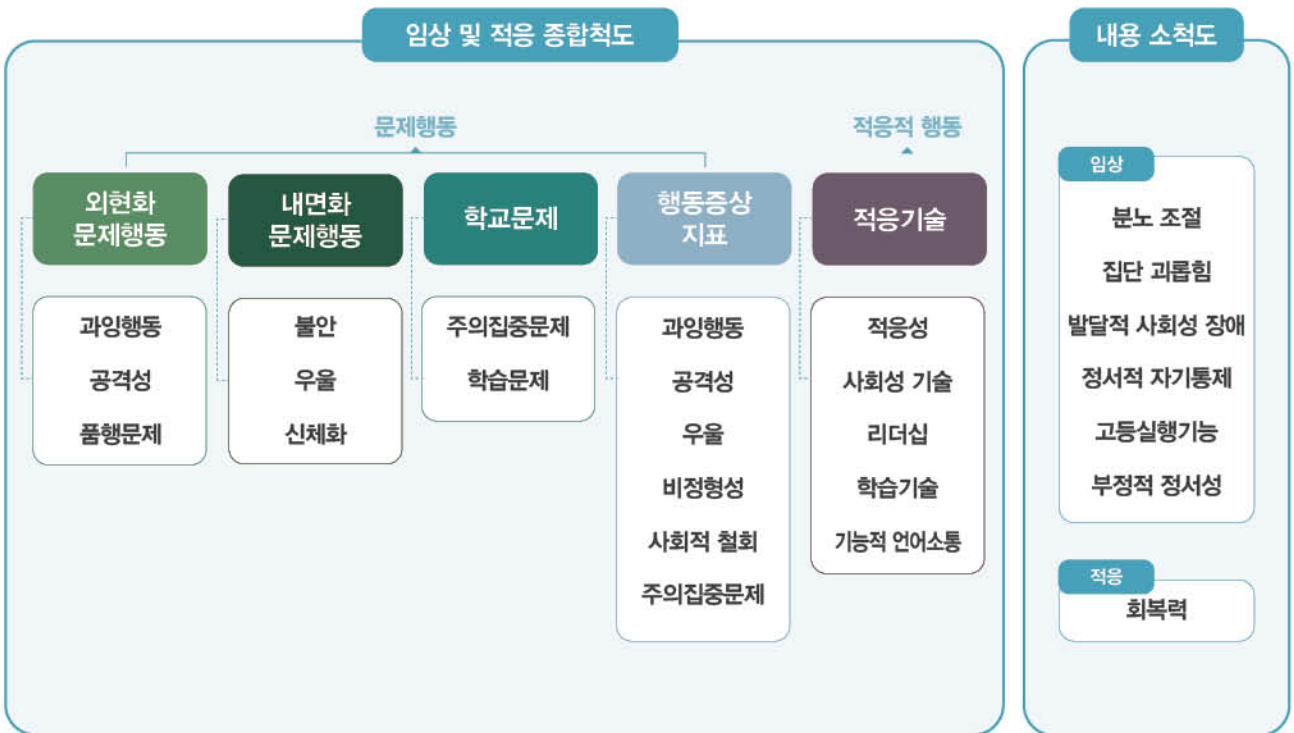 임상 및 적응 종합척도
문제행동
적응적 행동
외현화
문제행동
과잉행동
공격성
품행문제
내면화
문제행동
불안
우울
신체화
학교문제
주의집중문제
학습문제
행동증상
지표
과잉행동
공격성
우울
비정형성
사회적 철회
주의집중문제
적응기술
적응성
사회성 기술
리더십
학습기술
기능적 언어소통
내용 소척도
임상
분노 조절
집단 괴롭힘
발달적 사회성 장애
정서적 자기통제
고등실행기능
부정적 정서성
적응
회복력